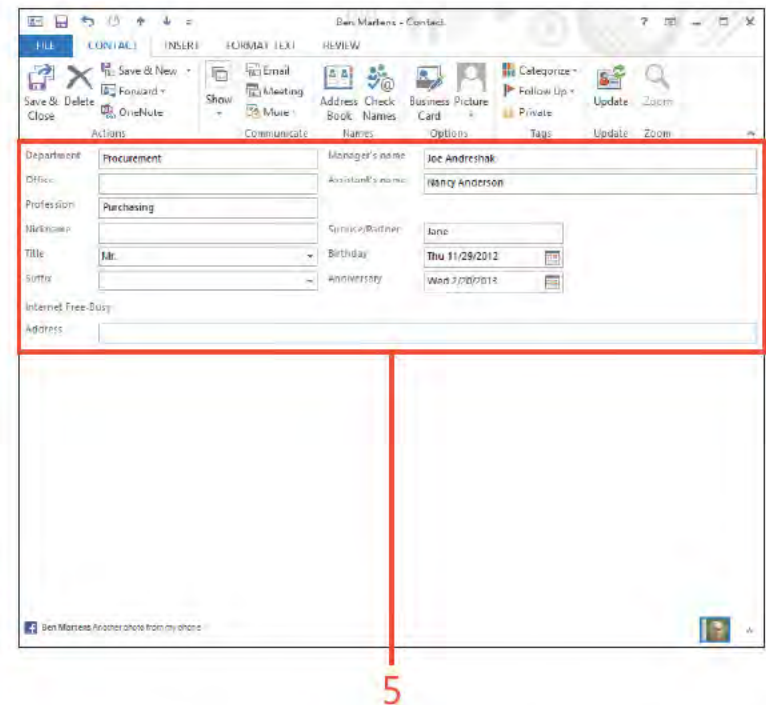 Ben Martens - Contact
FILE CONTACT INSERT FORMAT TEXT REVIEW
Save & Close
Delete
Save & New
Forward
OneNote
Actions
Show
Email
Meeting
More
Communicate
Address Book
Check Names
Names
Business Card
Picture
Options
Categorize
Follow Up
Private
Tags
Update
Update
Zoom
Zoom
Department Procurement Manager's name Joe Andreshak
Office Assistant's name Nancy Anderson
Profession Purchasing
Nickname Spouse/Partner Jane
Title Mr. Birthday Thu 11/29/2012
Suffix Anniversary Wed 2/20/2013
Internet Free-Busy
Address
Ben Martens Another photo from my phone
5